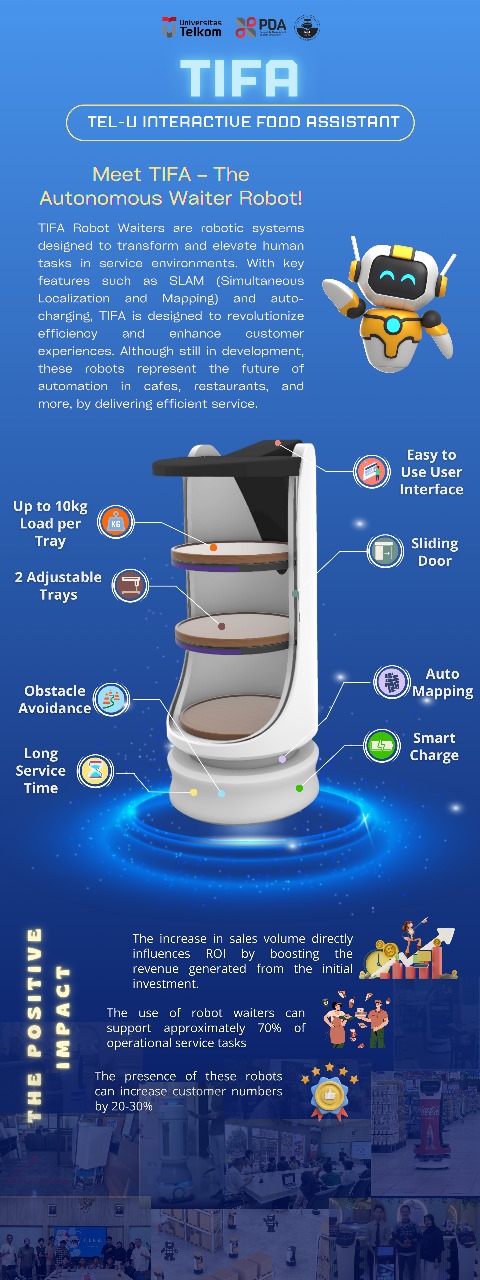 Universitas
Telkom
PDA
TIFA
TEL-U INTERACTIVE FOOD ASSISTANT
Meet TIFA – The
Autonomous Waiter Robot!
TIFA Robot Waiters are robotic systems
designed to transform and elevate human
tasks in service environments. With key
features such as SLAM (Simultaneous
Localization and Mapping) and auto-
charging, TIFA is designed to revolutionize
efficiency and enhance customer
experiences. Although still in development,
these robots represent the future of
automation in cafes, restaurants, and
more, by delivering efficient service.
Easy to
Use User
Interface
Up to 10kg
Load per
Tray
KG
Sliding
Door
2 Adjustable
Trays
Auto
Mapping
Obstacle
Avoidance
Smart
Charge
Long
Service
Time
THE POSITIVE
IMPACT
The increase in sales volume directly
influences ROI by boosting the
revenue generated from the initial
investment.
The use of robot waiters can
support approximately 70% of
operational service tasks
The presence of these robots
can increase customer numbers
by 20-30%